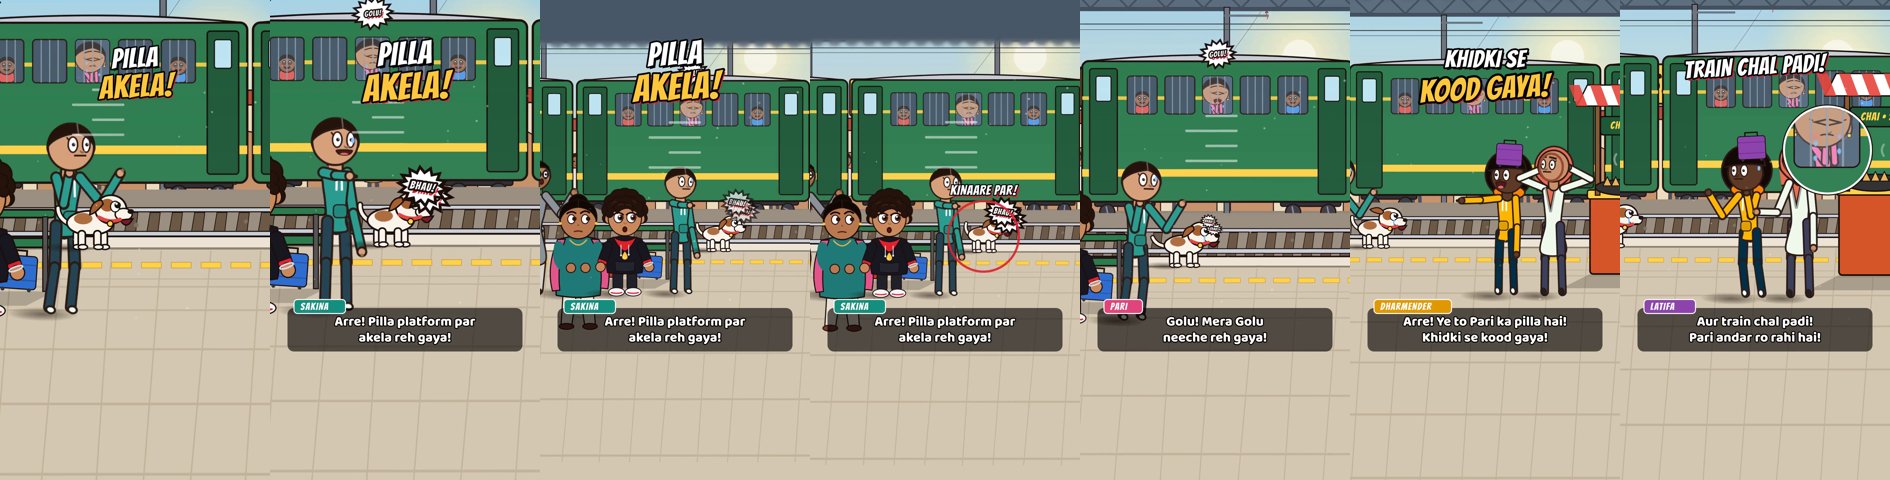 PILLA
AKELA!
GOLU!
PILLA
AKELA!
BHAU!
SAKINA
Arre! Pilla platform par
akela reh gaya!
PILLA
AKELA!
BHAU!
SAKINA
Arre! Pilla platform par
akela reh gaya!
KINAARE PAR!
BHAU!
SAKINA
Arre! Pilla platform par
akela reh gaya!
GOLU!
PARI
Golu! Mera Golu
neeche reh gaya!
KHIDKI SE
KOOD GAYA!
CH
DHARMENDER
Arre! Ye to Pari ka pilla hai!
Khidki se kood gaya!
TRAIN CHAL PADI!
CHAI •
LATIFA
Aur train chal padi!
Pari andar ro rahi hai!